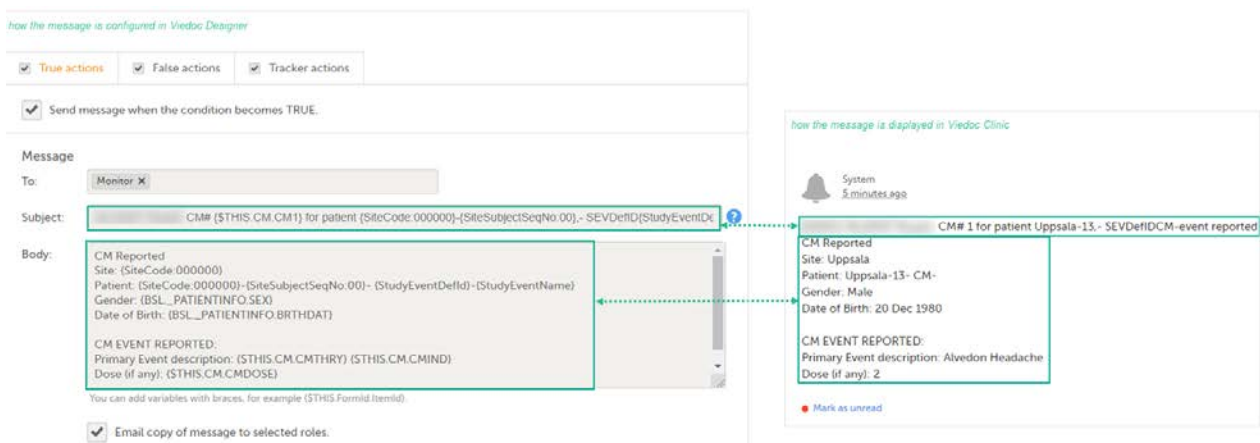 how the message is configured in Viedoc Designer
True actions
False actions
Tracker actions
Send message when the condition becomes TRUE.
Message
To:
Monitor X
Subject:
CM# {$THIS.CM.CM1} for patient {SiteCode:000000}-{SiteSubjectSeqNo:00},- SEVDefID{StudyEventDe
?
Body:
CM Reported
Site: {SiteCode:000000}
Patient: {SiteCode:000000}-{SiteSubjectSeqNo:00}- {StudyEventDefId}-{StudyEventName}
Gender: {BSL._PATIENTINFO.SEX}
Date of Birth: {BSL._PATIENTINFO.BRTHDAT}
CM EVENT REPORTED:
Primary Event description: {$THIS.CM.CMTHRY} {$THIS.CM.CMIND}
Dose (if any): {$THIS.CM.CMDOSE}
You can add variables with braces, for example {$THIS.FormId.ItemId}.
Email copy of message to selected roles.
how the message is displayed in Viedoc Clinic
System
5 minutes ago
CM# 1 for patient Uppsala-13,- SEVDefIDCM-event reported
CM Reported
Site: Uppsala
Patient: Uppsala-13- CM-
Gender: Male
Date of Birth: 20 Dec 1980
CM EVENT REPORTED:
Primary Event description: Alvedon Headache
Dose (if any): 2
Mark as unread